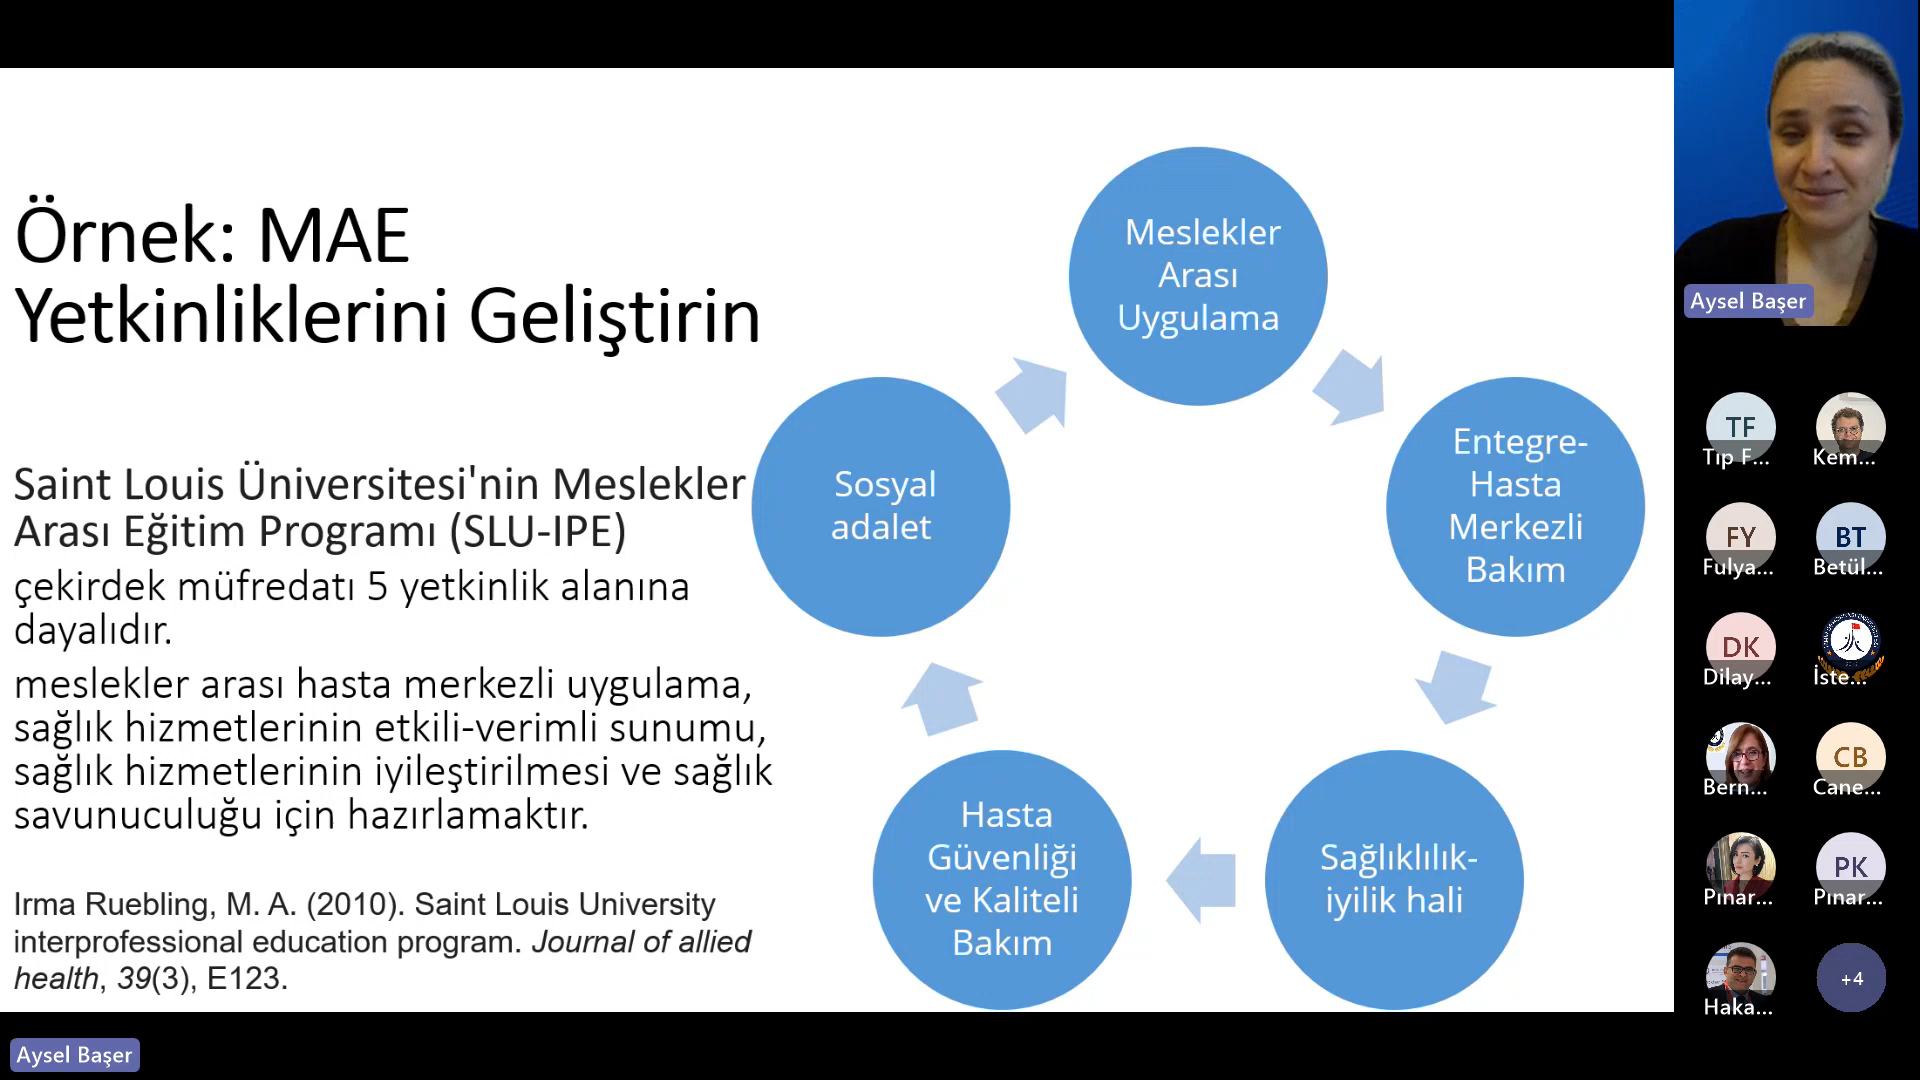 Örnek: MAE
Yetkinliklerini Geliştirin
Saint Louis Üniversitesi'nin Meslekler
Arası Eğitim Programı (SLU-IPE)
çekirdek müfredatı 5 yetkinlik alanına
dayalıdır.
meslekler arası hasta merkezli uygulama,
sağlık hizmetlerinin etkili-verimli sunumu,
sağlık hizmetlerinin iyileştirilmesi ve sağlık
savunuculuğu için hazırlamaktır.
Irma Ruebling, M. A. (2010). Saint Louis University
interprofessional education program. Journal of allied
health, 39(3), E123.
Meslekler
Arası
Uygulama
Entegre-
Hasta
Merkezli
Bakım
Sağlıklılık-
iyilik hali
Hasta
Güvenliği
ve Kaliteli
Bakım
Sosyal
adalet
Aysel Başer
TF
Tıp F...
Kem...
FY
Fulya...
BT
Betül...
DK
Dilay...
İste...
Bern...
CB
Cane...
Pınar...
PK
Pınar...
Haka...
+4
Aysel Başer